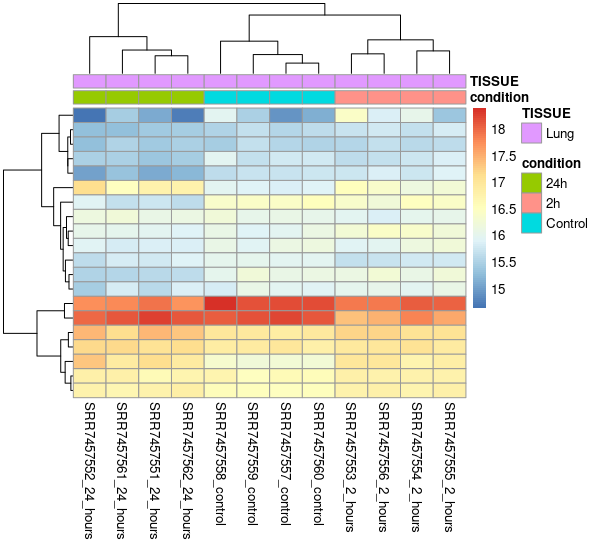 TISSUE
condition
TISSUE
Lung
condition
24h
2h
Control
18
17.5
17
16.5
16
15.5
15
SRR7457552_24_hours
SRR7457561_24_hours
SRR7457551_24_hours
SRR7457562_24_hours
SRR7457558_control
SRR7457559_control
SRR7457557_control
SRR7457560_control
SRR7457553_2_hours
SRR7457556_2_hours
SRR7457554_2_hours
SRR7457555_2_hours